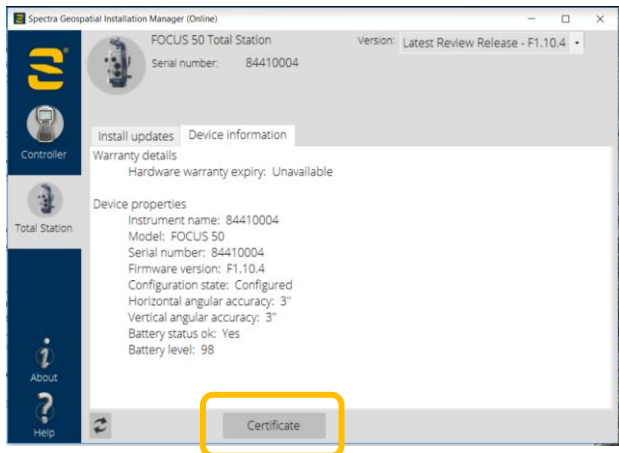 Spectra Geospatial Installation Manager (Online)
FOCUS 50 Total Station
Version: Latest Review Release - F1.10.4
Serial number: 84410004
Install updates Device information
Controller
Warranty details
Hardware warranty expiry: Unavailable
Device properties
Instrument name: 84410004
Total Station
Model: FOCUS 50
Serial number: 84410004
Firmware version: F1.10.4
Configuration state: Configured
Horizontal angular accuracy: 3"
Vertical angular accuracy: 3"
Battery status ok: Yes
Battery level: 98
About
Help
Certificate